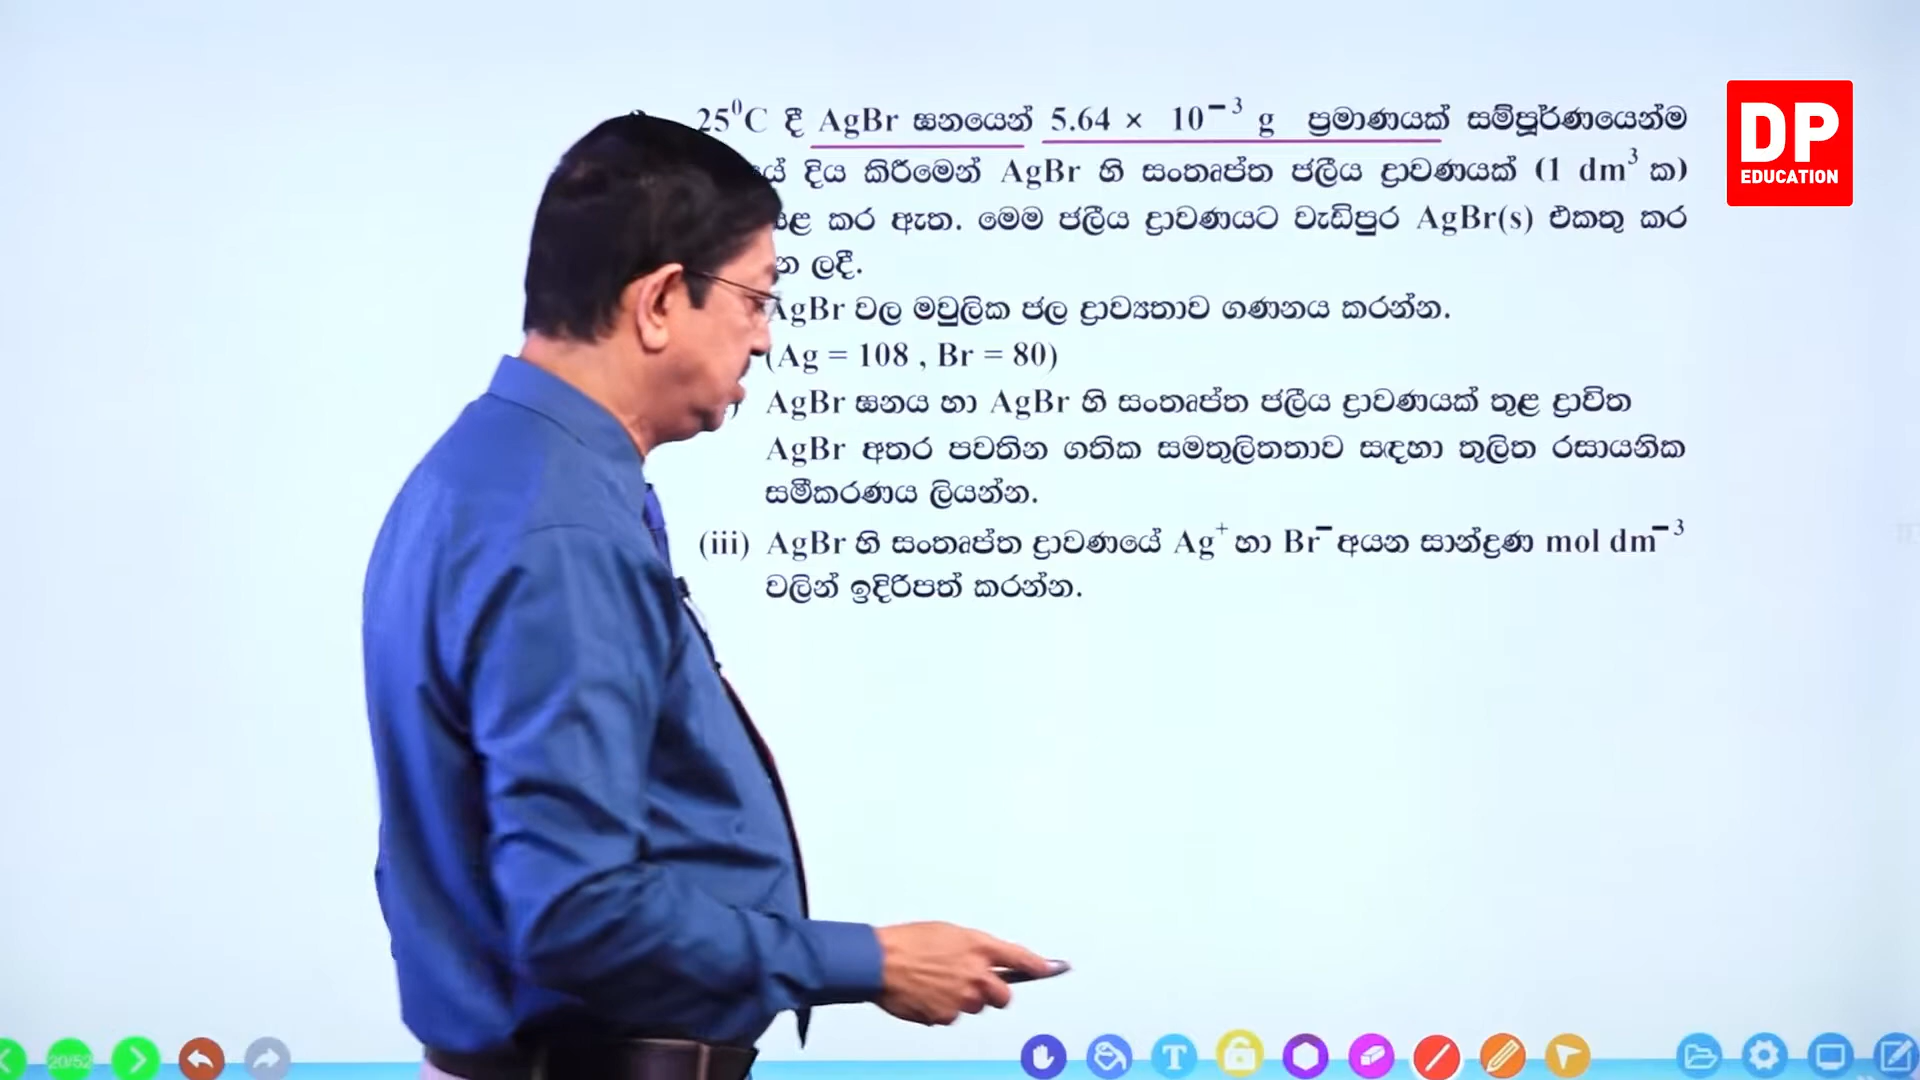 25⁰C දී AgBr ඝනයෙන් 5.64 × 10⁻³ g ප්‍රමාණයක් සම්පූර්ණයෙන්ම
දිය කිරීමෙන් AgBr හි සංතෘප්ත ජලීය ද්‍රාවණයක් (1 dm³ ක)
කර ඇත. මෙම ජලීය ද්‍රාවණයට වැඩිපුර AgBr(s) එකතු කර
ලදී.
AgBr වල මවුලික ජල ද්‍රාව්‍යතාව ගණනය කරන්න.
(Ag = 108 , Br = 80)
AgBr ඝනය හා AgBr හි සංතෘප්ත ජලීය ද්‍රාවණයක් තුළ ද්‍රාවිත
AgBr අතර පවතින ගතික සමතුලිතතාව සඳහා තුලිත රසායනික
සමීකරණය ලියන්න.
(iii) AgBr හි සංතෘප්ත ද්‍රාවණයේ Ag⁺ හා Br⁻ අයන සාන්ද්‍රණ mol dm⁻³
වලින් ඉදිරිපත් කරන්න.
DP
EDUCATION
20/52